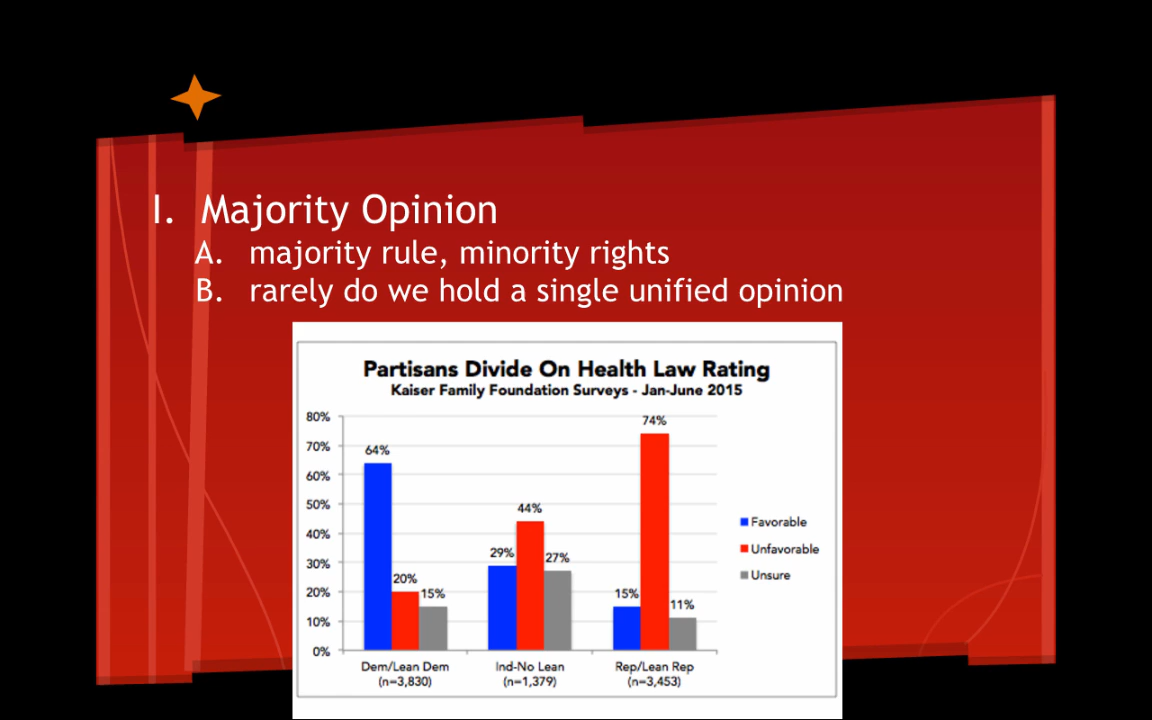 I. Majority Opinion
A. majority rule, minority rights
B. rarely do we hold a single unified opinion
Partisans Divide On Health Law Rating
Kaiser Family Foundation Surveys - Jan-June 2015
80%
70%
60%
50%
40%
30%
20%
10%
0%
64%
20%
15%
29%
44%
27%
15%
74%
11%
Favorable
Unfavorable
Unsure
Dem/Lean Dem
(n=3,830)
Ind-No Lean
(n=1,379)
Rep/Lean Rep
(n=3,453)